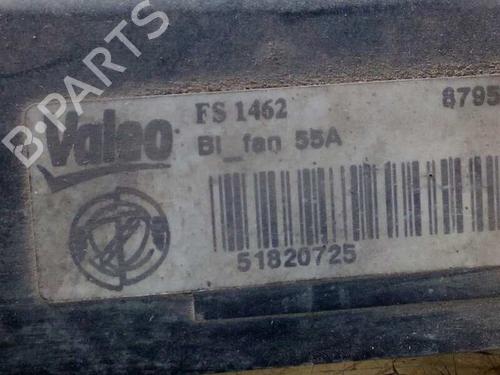 B-PARTS
Valeo
FS 1462
8795
BI_fan 55A
51820725